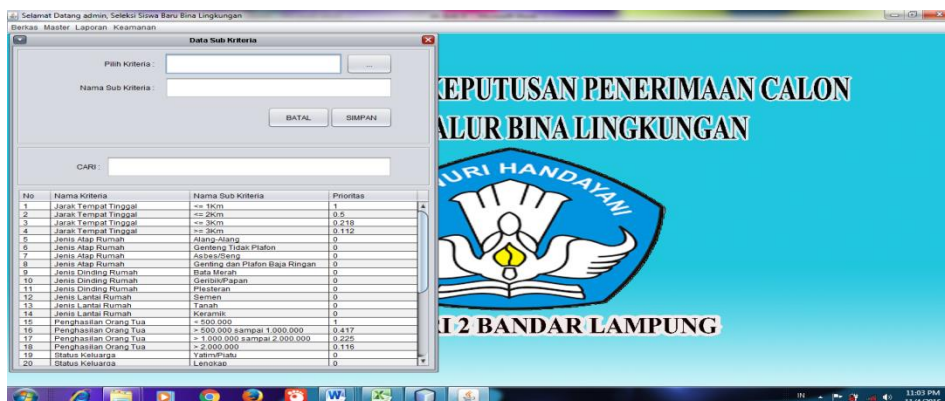 Selamat Datang admin, Seleksi Siswa Baru Bina Lingkungan
Berkas Master Laporan Keamanan
Data Sub Kriteria
Pilih Kriteria :
...
Nama Sub Kriteria :
BATAL SIMPAN
CARI :
No Nama Kriteria Nama Sub Kriteria Prioritas
1 Jarak Tempat Tinggal <= 1Km 1
2 Jarak Tempat Tinggal <= 2Km 0.5
3 Jarak Tempat Tinggal <= 3Km 0.218
4 Jarak Tempat Tinggal >= 3Km 0.112
5 Jenis Atap Rumah Alang-Alang 0
6 Jenis Atap Rumah Genteng Tidak Plafon 0
7 Jenis Atap Rumah Asbes/Seng 0
8 Jenis Atap Rumah Genting dan Plafon Baja Ringan 0
9 Jenis Dinding Rumah Bata Merah 0
10 Jenis Dinding Rumah Geribik/Papan 0
11 Jenis Dinding Rumah Plesteran 0
12 Jenis Lantai Rumah Semen 0
13 Jenis Lantai Rumah Tanah 0
14 Jenis Lantai Rumah Keramik 0
15 Penghasilan Orang Tua < 500.000 1
16 Penghasilan Orang Tua > 500.000 sampai 1.000.000 0.417
17 Penghasilan Orang Tua > 1.000.000 sampai 2.000.000 0.225
18 Penghasilan Orang Tua > 2.000.000 0.116
19 Status Keluarga Yatim/Piatu 0
20 Status Keluarga Lengkap 0
KEPUTUSAN PENERIMAAN CALON
ALUR BINA LINGKUNGAN
URI HANDAYANI
I 2 BANDAR LAMPUNG
IN
11:03 PM